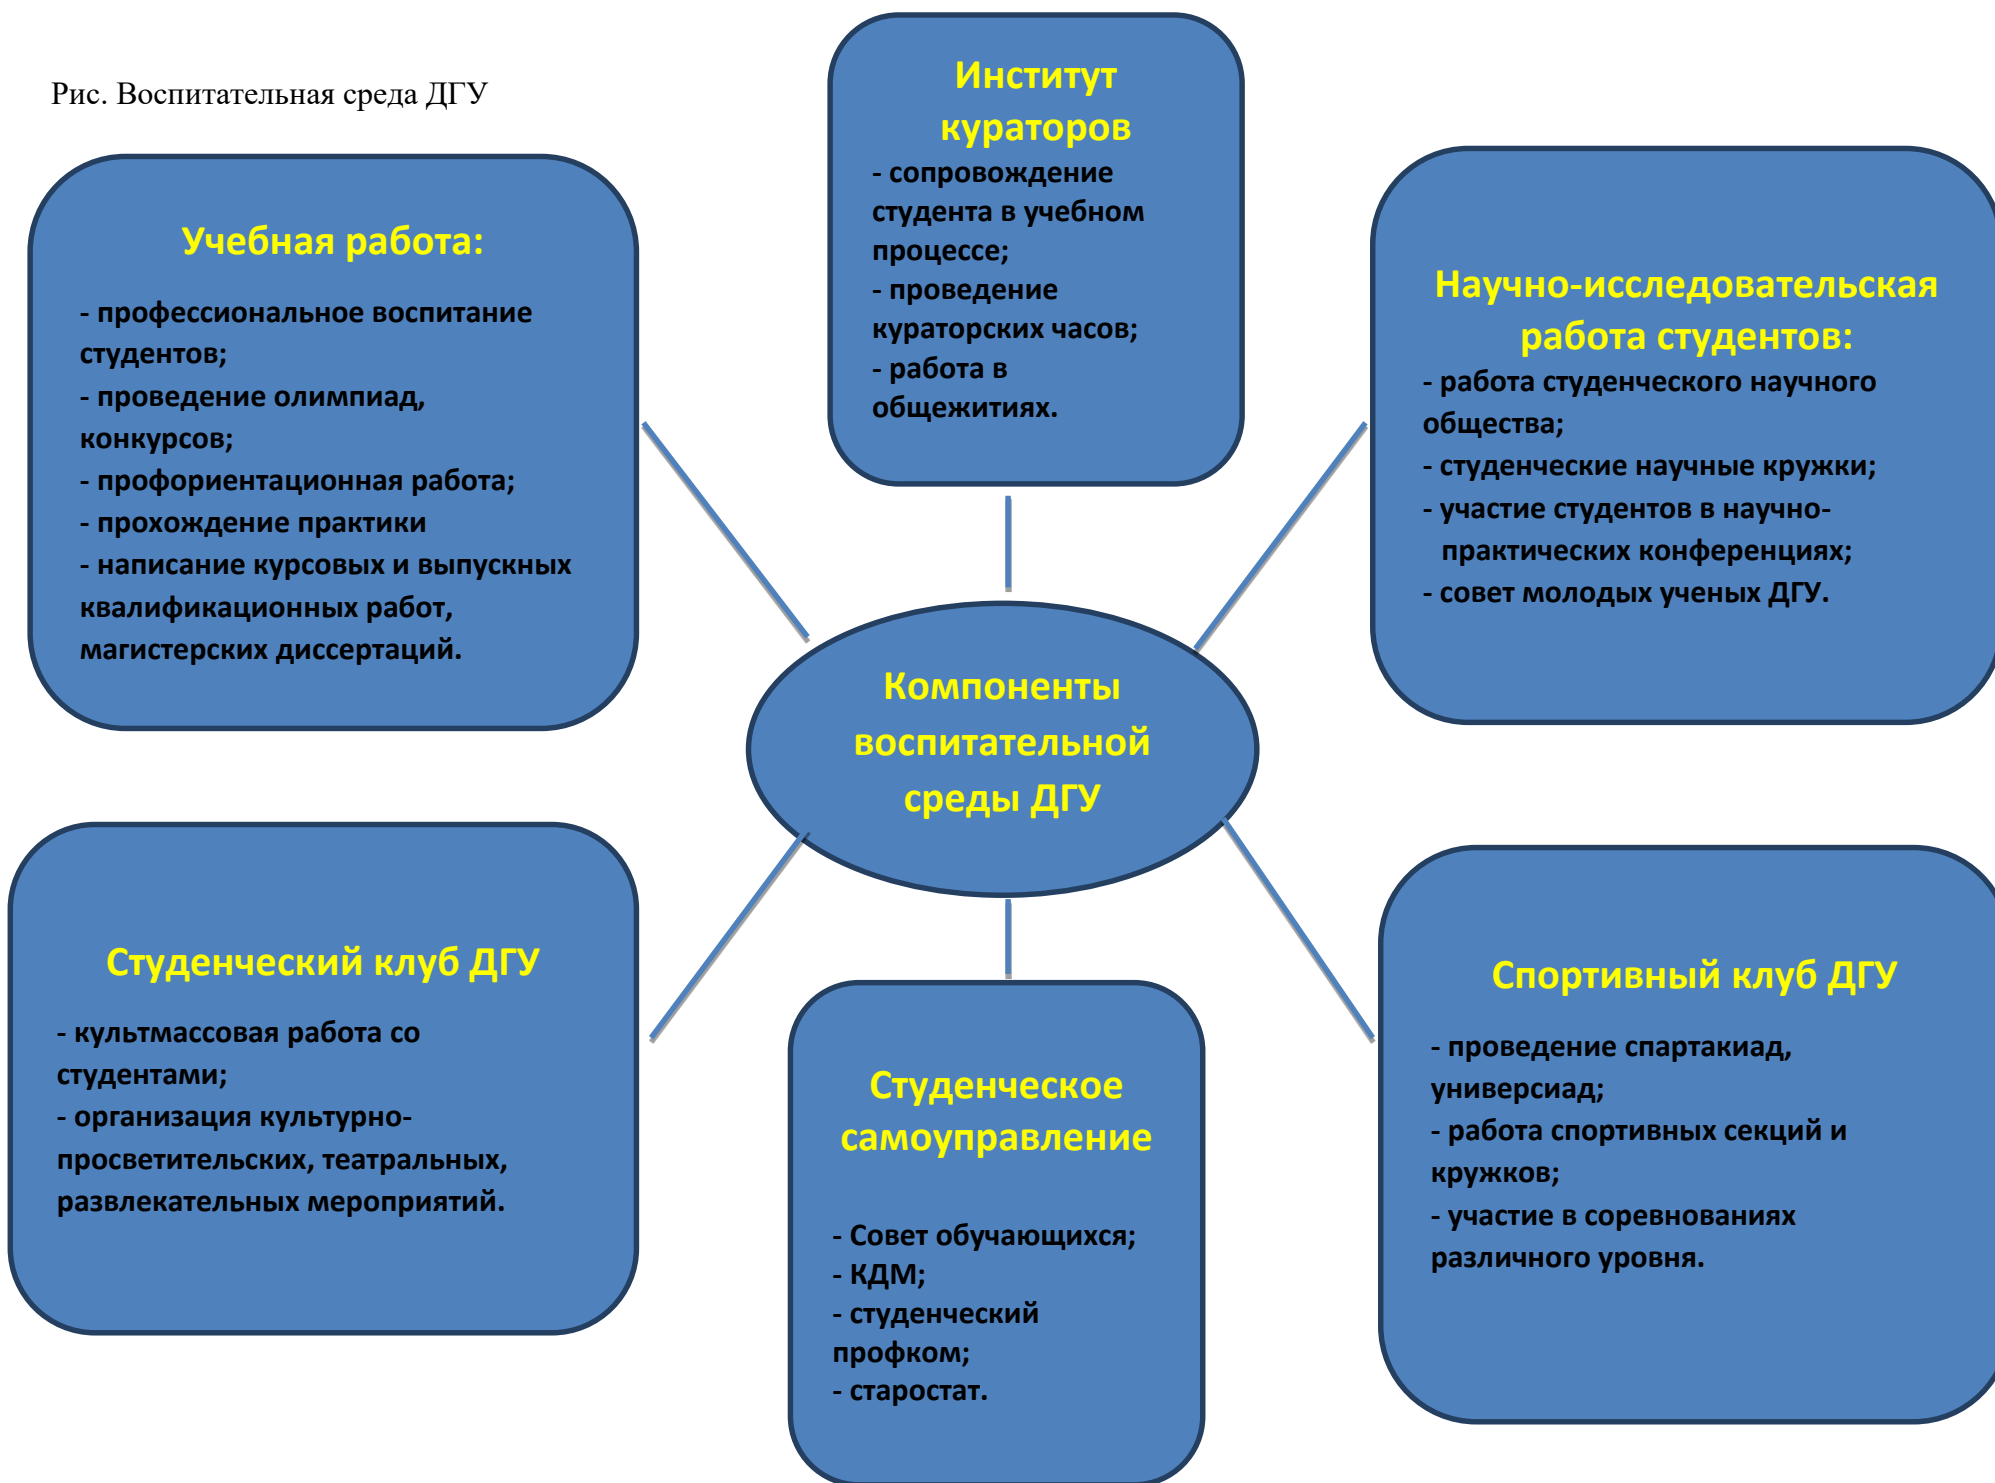 Рис. Воспитательная среда ДГУ
Институт
кураторов
- сопровождение
студента в учебном
процессе;
- проведение
кураторских часов;
- работа в
общежитиях.
Учебная работа:
- профессиональное воспитание
студентов;
- проведение олимпиад,
конкурсов;
- профориентационная работа;
- прохождение практики
- написание курсовых и выпускных
квалификационных работ,
магистерских диссертаций.
Научно-исследовательская
работа студентов:
- работа студенческого научного
общества;
- студенческие научные кружки;
- участие студентов в научно-
практических конференциях;
- совет молодых ученых ДГУ.
Компоненты
воспитательной
среды ДГУ
Студенческий клуб ДГУ
- культмассовая работа со
студентами;
- организация культурно-
просветительских, театральных,
развлекательных мероприятий.
Студенческое
самоуправление
- Совет обучающихся;
- КДМ;
- студенческий
профком;
- старостат.
Спортивный клуб ДГУ
- проведение спартакиад,
универсиад;
- работа спортивных секций и
кружков;
- участие в соревнованиях
различного уровня.